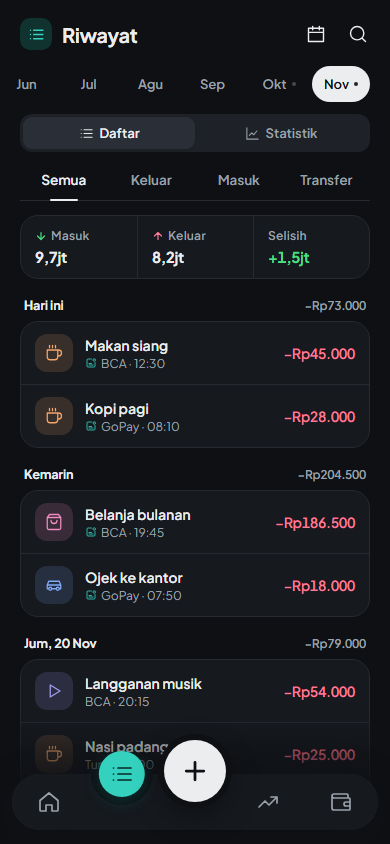 Riwayat
Jun Jul Agu Sep Okt Nov
Daftar Statistik
Semua Keluar Masuk Transfer
Masuk Keluar Selisih
9,7jt 8,2jt +1,5jt
Hari ini −Rp73.000
Makan siang
BCA · 12:30
−Rp45.000
Kopi pagi
GoPay · 08:10
−Rp28.000
Kemarin −Rp204.500
Belanja bulanan
BCA · 19:45
−Rp186.500
Ojek ke kantor
GoPay · 07:50
−Rp18.000
Jum, 20 Nov −Rp79.000
Langganan musik
BCA · 20:15
−Rp54.000
Nasi padang
−Rp25.000